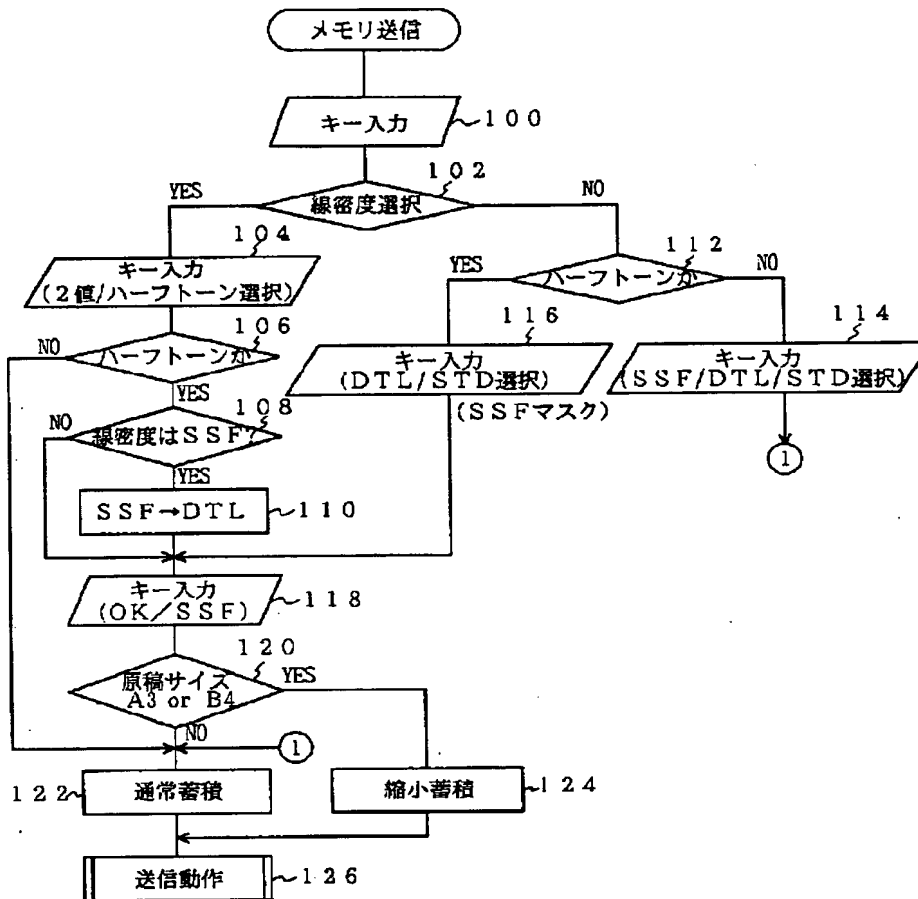 メモリ送信
キー入力
１００
１０２
YES
NO
線密度選択
１０４
キー入力
(２値/ハーフトーン選択)
１１２
YES
NO
ハーフトーンか
１０６
NO
ハーフトーンか
YES
１１６
キー入力
(ＤＴＬ/ＳＴＤ選択)
(ＳＳＦマスク)
１１４
キー入力
(ＳＳＦ/ＤＴＬ/ＳＴＤ選択)
1
１０８
NO
線密度はＳＳＦ?
YES
ＳＳＦ→ＤＴＬ
１１０
キー入力
(ＯＫ/ＳＳＦ)
１１８
１２０
YES
原稿サイズ
A3 or B4
NO
1
１２２
通常蓄積
縮小蓄積
１２４
送信動作
１２６